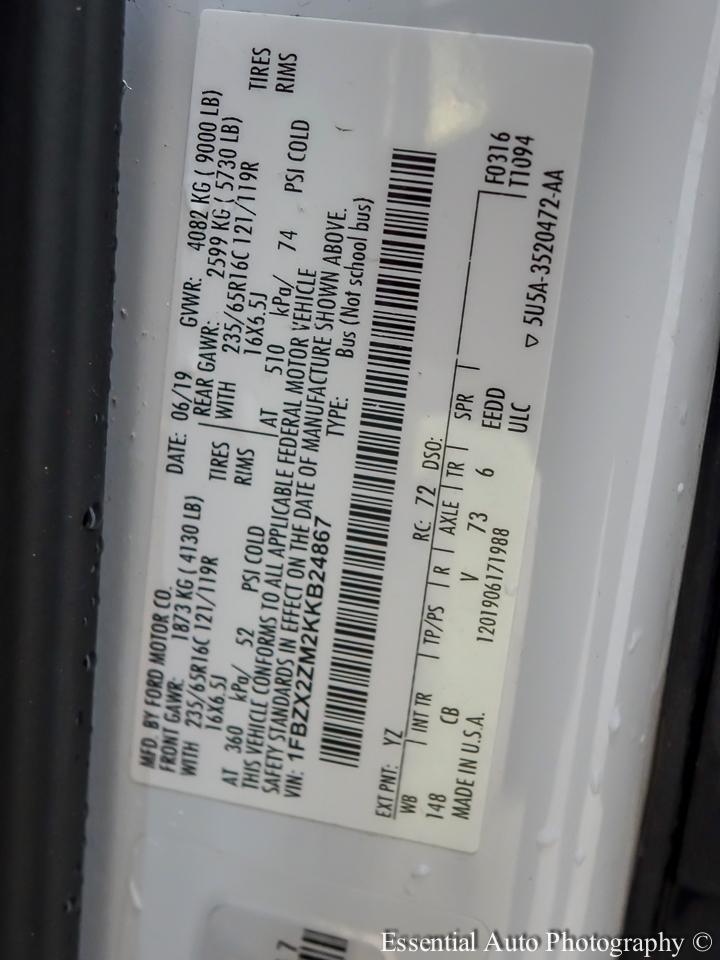 MFD. BY FORD MOTOR CO.
DATE: 06/19 GVWR: 4082 KG ( 9000 LB)
FRONT GAWR: 1873 KG ( 4130 LB) REAR GAWR: 2599 KG ( 5730 LB)
WITH 235/65R16C 121/119R TIRES WITH 235/65R16C 121/119R TIRES
16X6.5J RIMS 16X6.5J RIMS
AT 360 kPa/ 52 PSI COLD AT 510 kPa/ 74 PSI COLD
THIS VEHICLE CONFORMS TO ALL APPLICABLE FEDERAL MOTOR VEHICLE
SAFETY STANDARDS IN EFFECT ON THE DATE OF MANUFACTURE SHOWN ABOVE.
VIN: 1FBZX2ZM2KKB24867 TYPE: Bus (Not school bus)
EXT PNT: YZ RC: 72 DSO: F0316
WB INT TR TP/PS R AXLE TR SPR T1094
148 CB V 73 6 EEDD
MADE IN U.S.A. 1201906171988 ULC
▽ 5U5A-3520472-AA
7
Essential Auto Photography ©